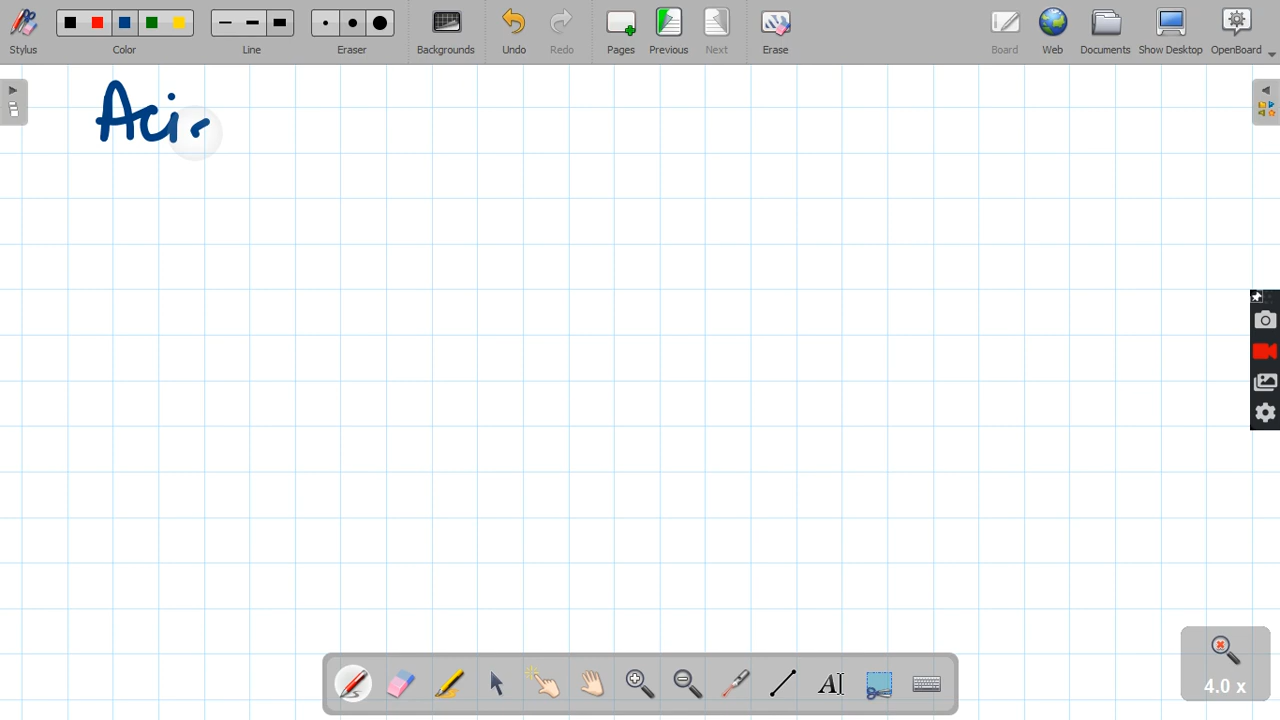 Stylus Color Line Eraser Backgrounds Undo Redo Pages Previous Next Erase Board Web Documents Show Desktop OpenBoard
Aci
4.0 x